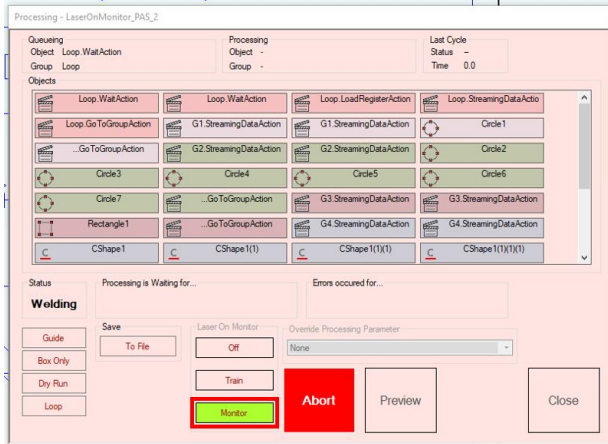 Processing - LaserOnMonitor_PAS_2
Queueing
Object Loop.WaitAction
Group Loop
Processing
Object -
Group -
Last Cycle
Status –
Time 0.0
Objects
Loop.WaitAction Loop.WaitAction Loop.LoadRegisterAction Loop.StreamingDataActio
Loop.GoToGroupAction G1.StreamingDataAction G1.StreamingDataAction Circle1
...GoToGroupAction G2.StreamingDataAction G2.StreamingDataAction Circle2
Circle3 Circle4 Circle5 Circle6
Circle7 ...GoToGroupAction G3.StreamingDataAction G3.StreamingDataAction
Rectangle1 ...GoToGroupAction G4.StreamingDataAction G4.StreamingDataAction
C CShape1 C CShape1(1) C CShape1(1)(1) C CShape1(1)(1)(1)
Status
Welding
Processing is Waiting for...
Errors occured for...
Guide
Box Only
Dry Run
Loop
Save
To File
Laser On Monitor
Off
Train
Monitor
Override Processing Parameter
None
Abort
Preview
Close